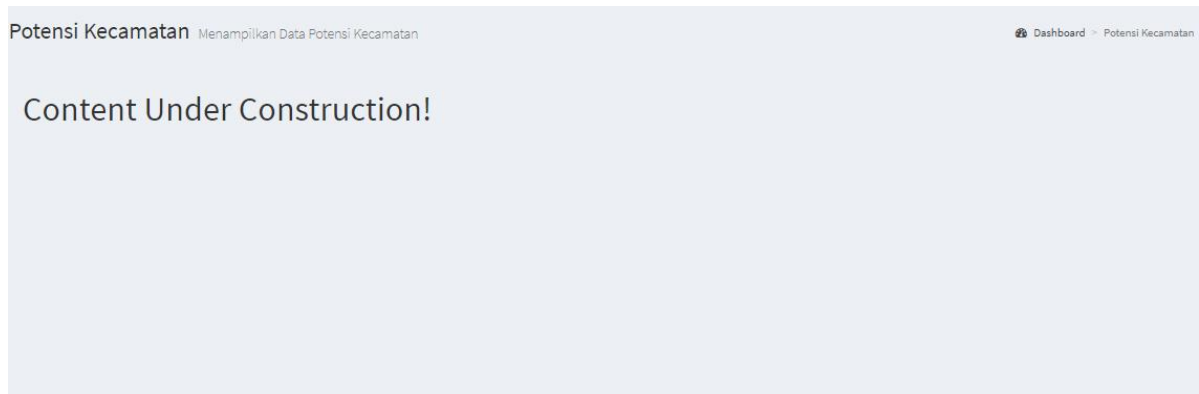 Potensi Kecamatan Menampilkan Data Potensi Kecamatan
Dashboard > Potensi Kecamatan
Content Under Construction!